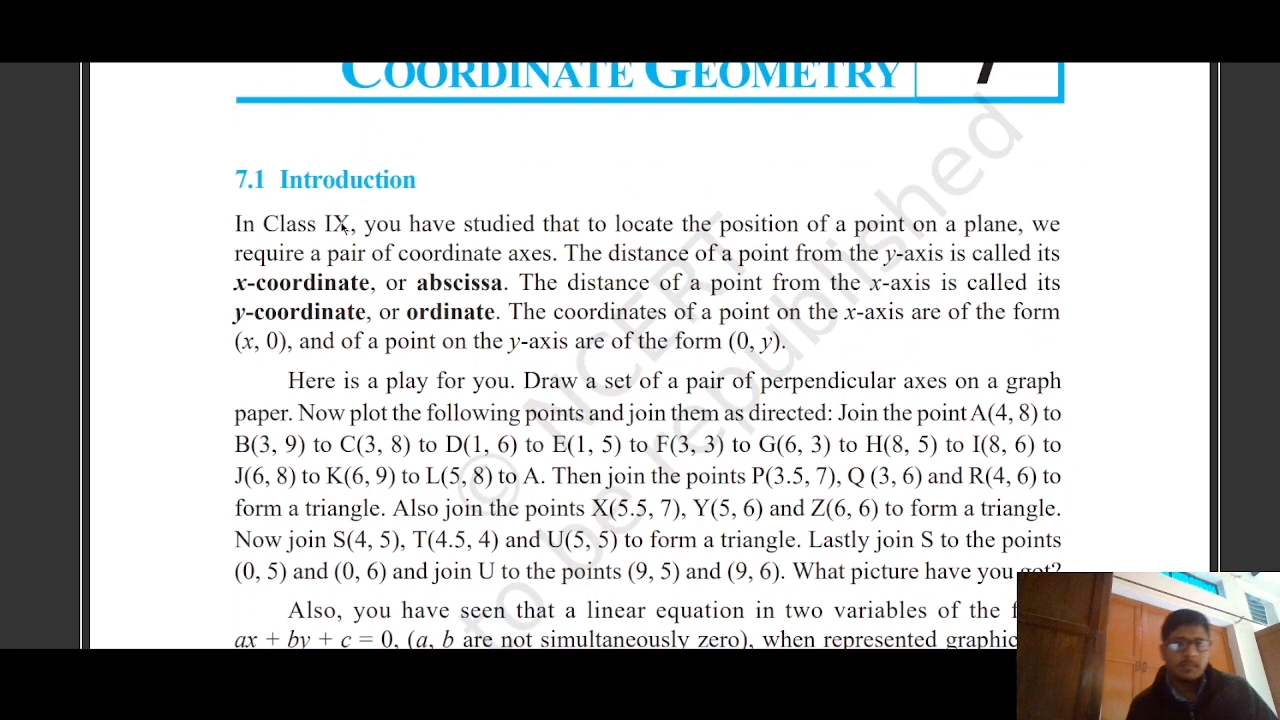 COORDINATE GEOMETRY 7
7.1 Introduction
In Class IX, you have studied that to locate the position of a point on a plane, we
require a pair of coordinate axes. The distance of a point from the y-axis is called its
x-coordinate, or abscissa. The distance of a point from the x-axis is called its
y-coordinate, or ordinate. The coordinates of a point on the x-axis are of the form
(x, 0), and of a point on the y-axis are of the form (0, y).
Here is a play for you. Draw a set of a pair of perpendicular axes on a graph
paper. Now plot the following points and join them as directed: Join the point A(4, 8) to
B(3, 9) to C(3, 8) to D(1, 6) to E(1, 5) to F(3, 3) to G(6, 3) to H(8, 5) to I(8, 6) to
J(6, 8) to K(6, 9) to L(5, 8) to A. Then join the points P(3.5, 7), Q (3, 6) and R(4, 6) to
form a triangle. Also join the points X(5.5, 7), Y(5, 6) and Z(6, 6) to form a triangle.
Now join S(4, 5), T(4.5, 4) and U(5, 5) to form a triangle. Lastly join S to the points
(0, 5) and (0, 6) and join U to the points (9, 5) and (9, 6). What picture have you got?
Also, you have seen that a linear equation in two variables of the
ax + by + c = 0, (a, b are not simultaneously zero), when represented
© NCERT
to be republished